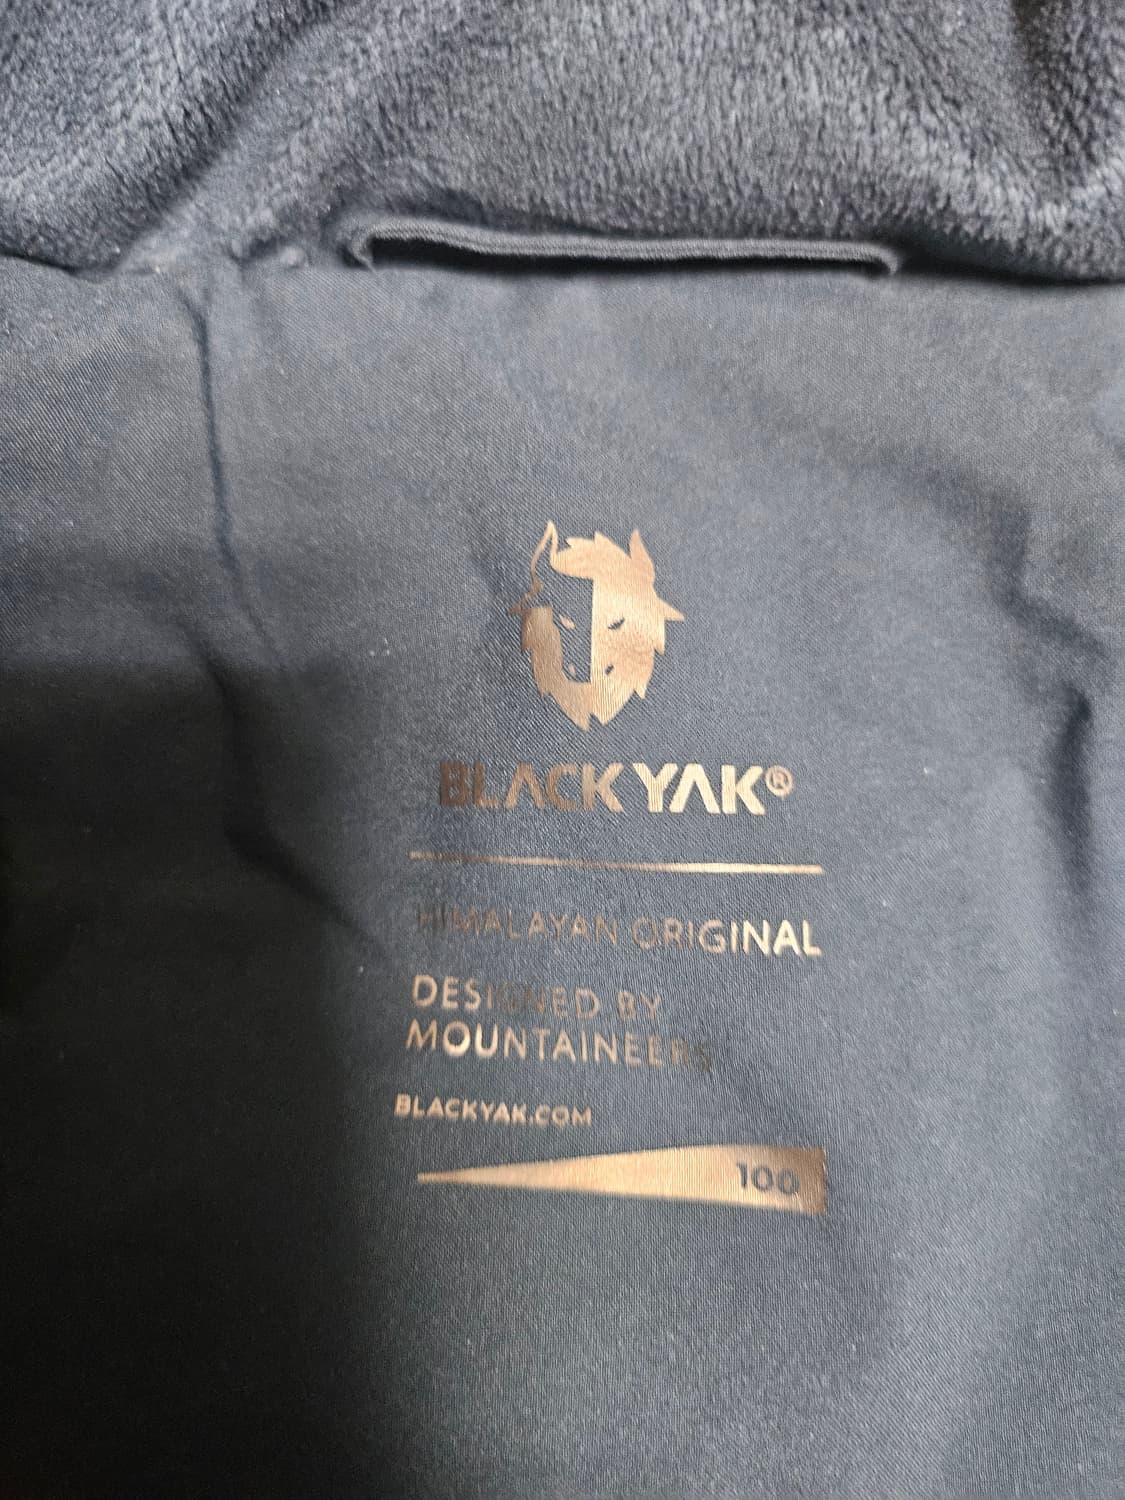 BLACKYAK®
HIMALAYAN ORIGINAL
DESIGNED BY
MOUNTAINEERS
BLACKYAK.COM
100